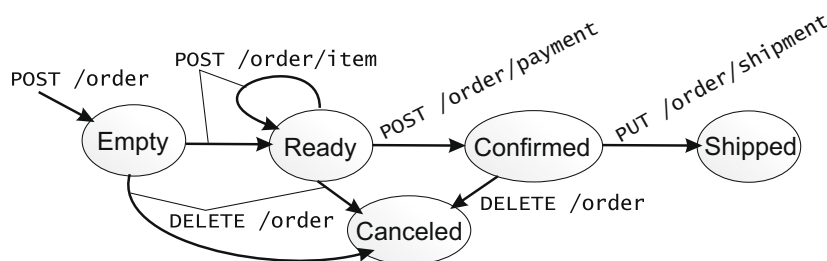 POST /order/item
POST /order
POST /order/payment
PUT /order/shipment
Empty
Ready
Confirmed
Shipped
DELETE /order
DELETE /order
Canceled